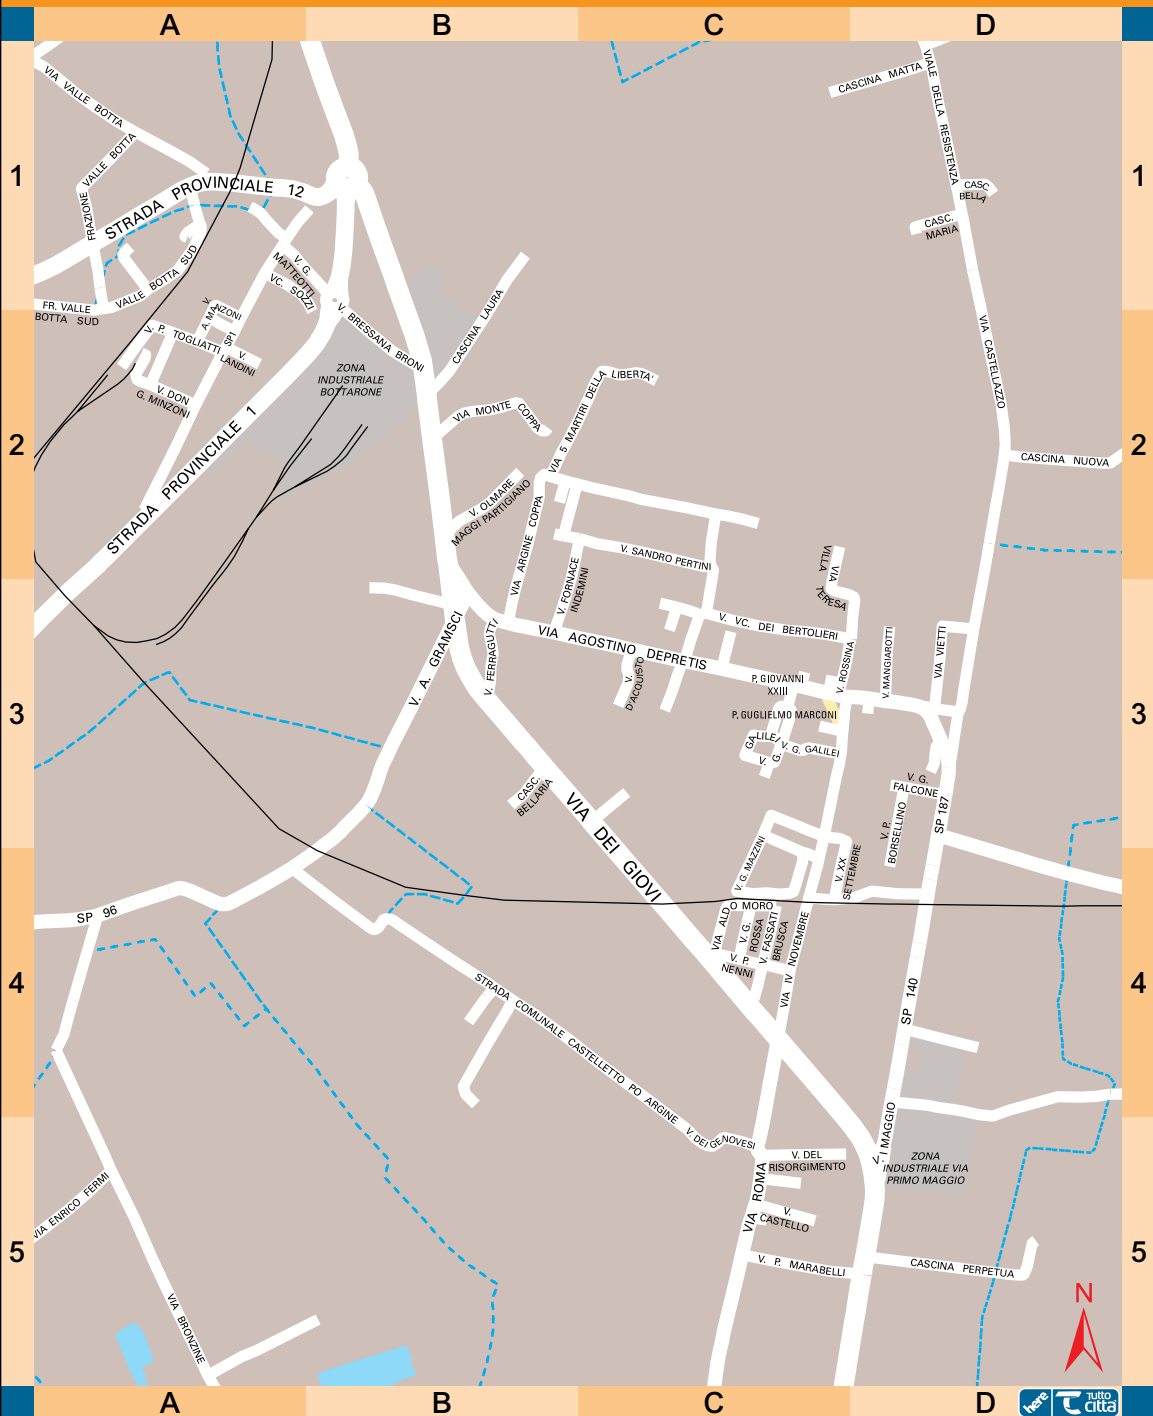 A B C D
1 1
2 2
3 3
4 4
5 5
VIA VALLE BOTTA
FRAZIONE VALLE BOTTA
STRADA PROVINCIALE 12
VALLE BOTTA SUD
FR. VALLE
BOTTA SUD
V. G.
MATTEOTTI
VC. SOZZI
V. BRESSANA BRONI
V. P. TOGLIATTI
V.
LANDINI
V. DON
G. MINZONI
ZONA
INDUSTRIALE
BOTTARONE
STRADA PROVINCIALE 1
CASCINA LAURA
VIA MONTE COPPA
VIA 5 MARTIRI DELLA LIBERTA'
V. OLMARE
MAGGI PARTIGIANO
VIA ARGINE COPPA
V. FORNACE
INDEMINI
V. SANDRO PERTINI
V. VC. DEI BERTOLIERI
VIA AGOSTINO DEPRETIS
V.
D'ACQUISTO
V. FERRAGUTTI
V. A. GRAMSCI
VILLA
VIA
TERESA
V. ROSSINA
V. MANGIAROTTI
VIA VIETTI
P. GIOVANNI
XXIII
P. GUGLIELMO MARCONI
V. G. GALILEI
V. G.
GALILEI
CASCINA MATTA
VIALE DELLA RESISTENZA
CASC
BELLA
CASC.
MARIA
VIA CASTELLAZZO
CASCINA NUOVA
V. G.
FALCONE
V. P.
BORSELLINO
SP 187
CASC.
BELLARIA
VIA DEI GIOVI
V. G. MAZZINI
V. XX
SETTEMBRE
VIA ALDO MORO
V. G.
ROSSA
V. FASSATI
BRUSCA
V. P.
NENNI
VIA IV NOVEMBRE
SP 96
SP 140
STRADA COMUNALE CASTELLETTO PO ARGINE
V. DEI GENOVESI
V. I MAGGIO
ZONA
INDUSTRIALE VIA
PRIMO MAGGIO
V. DEL
RISORGIMENTO
VIA ROMA
V.
CASTELLO
V. P. MARABELLI
CASCINA PERPETUA
VIA ENRICO FERMI
VIA BRONZINE
N
A B C D
here
TUTTO
Città